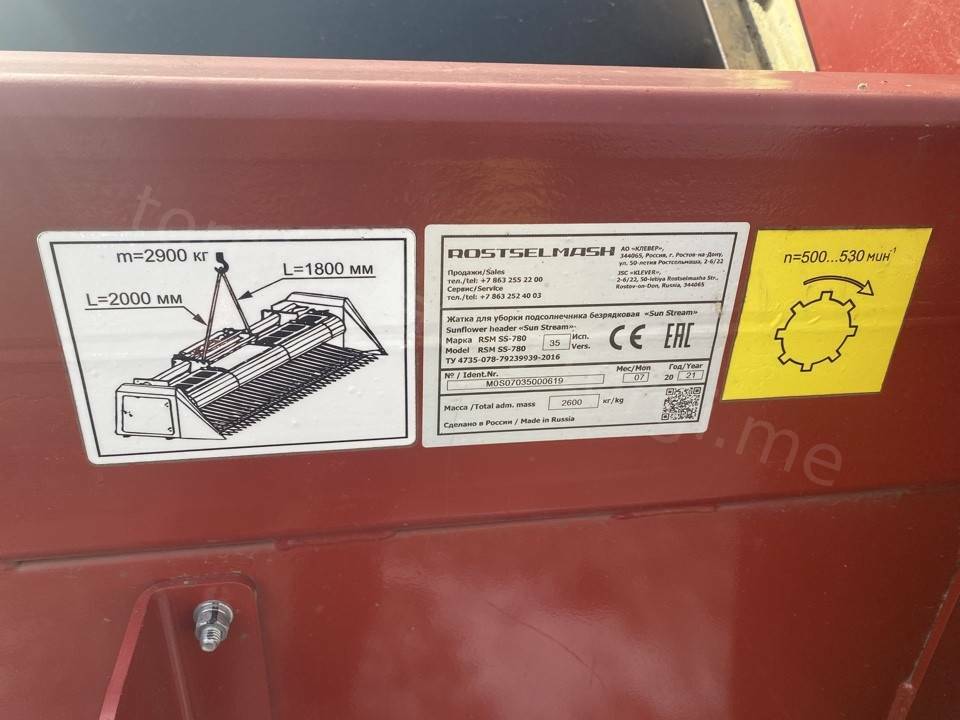 m=2900 кг
L=1800 мм
L=2000 мм
ROSTSELMASH
АО «КЛЕВЕР»,
344065, Россия, г. Ростов-на-Дону,
ул. 50-летия Ростсельмаша, 2-6/22
Продажи/Sales
тел./tel: +7 863 255 22 00
Сервис/Service
тел./tel: +7 863 252 40 03
JSC «KLEVER»,
2-6/22, 50-letiya Rostselmasha Str.,
Rostov-on-Don, Russia, 344065
Жатка для уборки подсолнечника безрядковая «Sun Stream»
Sunflower header «Sun Stream»
Марка RSM SS-780 35 Исп.
Model RSM SS-780 Vers.
CE EAC
ТУ 4735-078-79239939-2016
№ / Ident.Nr. Мес/Mon Год/Year
M0S07035000619 07 20 21
Масса /Total adm. mass 2600 кг/kg
Сделано в России / Made in Russia
n=500...530 мин⁻¹